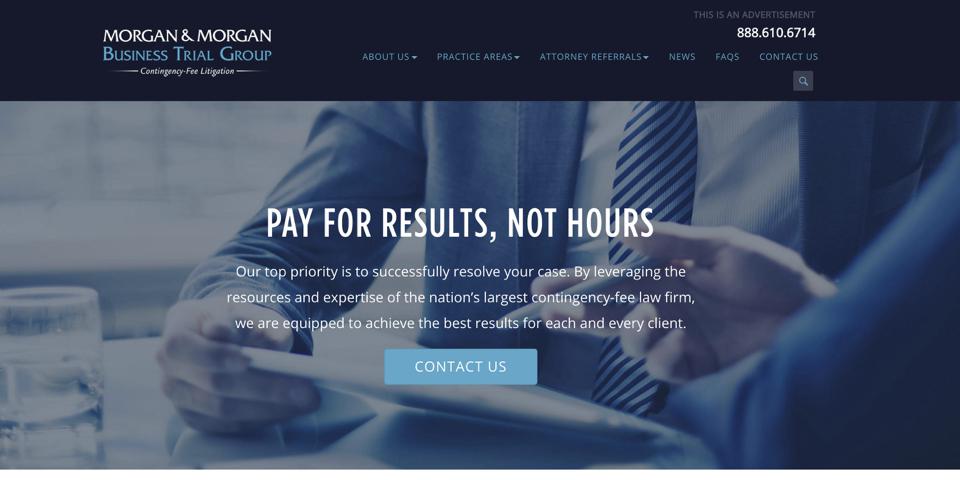 THIS IS AN ADVERTISEMENT
888.610.6714
MORGAN & MORGAN
BUSINESS TRIAL GROUP
Contingency-Fee Litigation
ABOUT US
PRACTICE AREAS
ATTORNEY REFERRALS
NEWS
FAQS
CONTACT US
PAY FOR RESULTS, NOT HOURS
Our top priority is to successfully resolve your case. By leveraging the
resources and expertise of the nation's largest contingency-fee law firm,
we are equipped to achieve the best results for each and every client.
CONTACT US